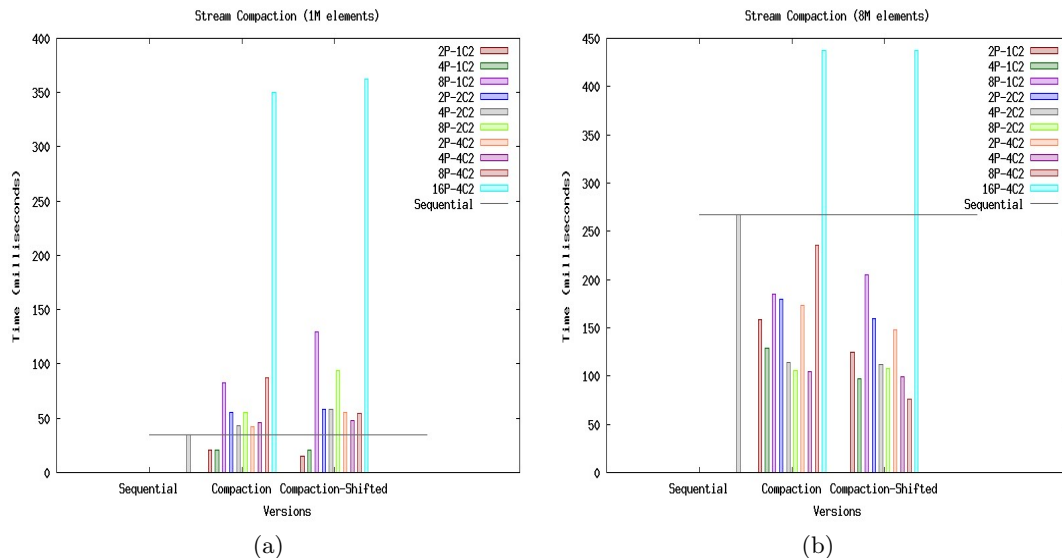 Stream Compaction (1M elements)
400
350
300
250
200
150
100
50
0
Time (milliseconds)
2P-1C2
4P-1C2
8P-1C2
2P-2C2
4P-2C2
8P-2C2
2P-4C2
4P-4C2
8P-4C2
16P-4C2
Sequential
Sequential Compaction Compaction-Shifted
Versions
(a)
Stream Compaction (8M elements)
450
400
350
300
250
200
150
100
50
0
Time (milliseconds)
2P-1C2
4P-1C2
8P-1C2
2P-2C2
4P-2C2
8P-2C2
2P-4C2
4P-4C2
8P-4C2
16P-4C2
Sequential
Sequential Compaction Compaction-Shifted
Versions
(b)